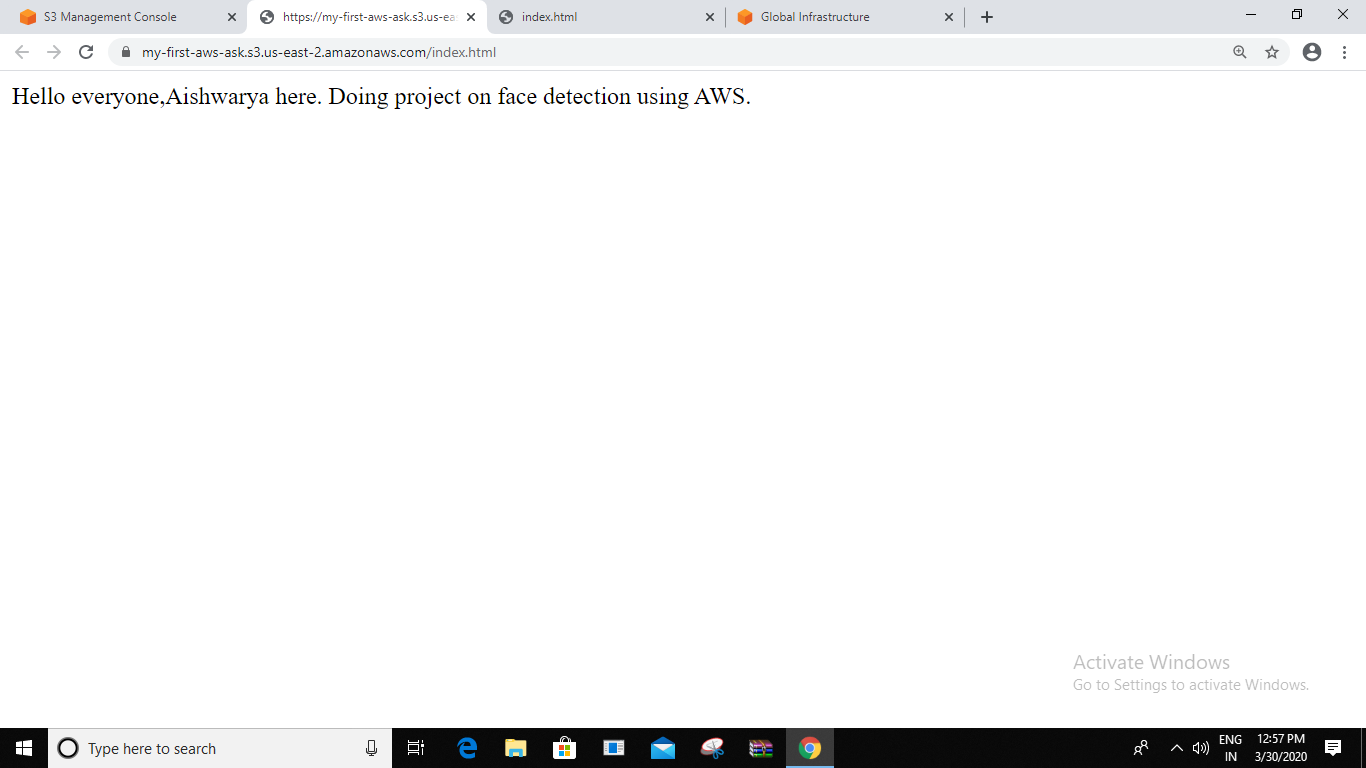 S3 Management Console
https://my-first-aws-ask.s3.us-ea
index.html
Global Infrastructure
my-first-aws-ask.s3.us-east-2.amazonaws.com/index.html
Hello everyone,Aishwarya here. Doing project on face detection using AWS.
Activate Windows
Go to Settings to activate Windows.
Type here to search
ENG
IN
12:57 PM
3/30/2020